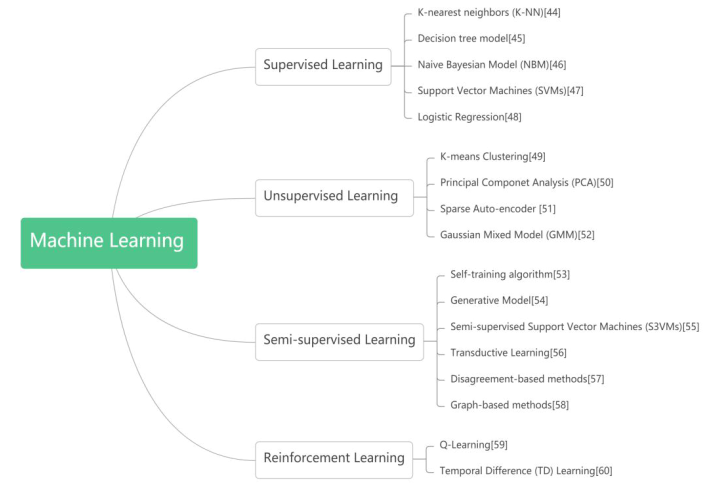 Machine Learning
Supervised Learning
K-nearest neighbors (K-NN)[44]
Decision tree model[45]
Naive Bayesian Model (NBM)[46]
Support Vector Machines (SVMs)[47]
Logistic Regression[48]
Unsupervised Learning
K-means Clustering[49]
Principal Componet Analysis (PCA)[50]
Sparse Auto-encoder [51]
Gaussian Mixed Model (GMM)[52]
Semi-supervised Learning
Self-training algorithm[53]
Generative Model[54]
Semi-supervised Support Vector Machines (S3VMs)[55]
Transductive Learning[56]
Disagreement-based methods[57]
Graph-based methods[58]
Reinforcement Learning
Q-Learning[59]
Temporal Difference (TD) Learning[60]